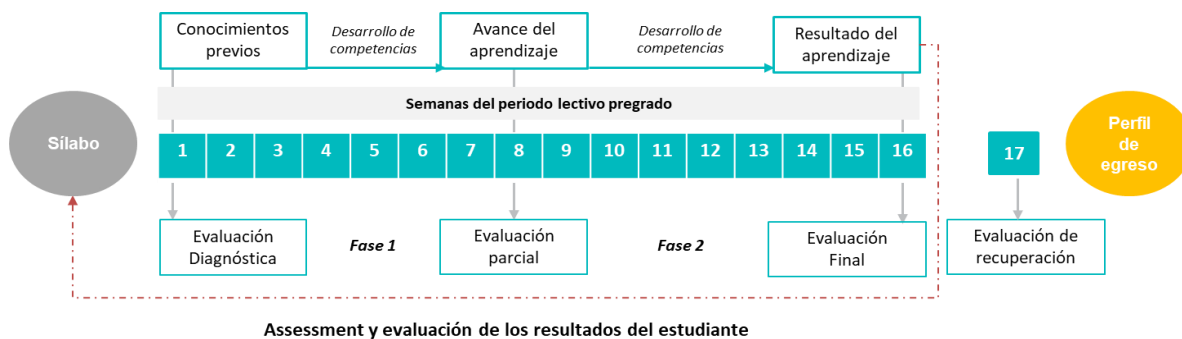 Conocimientos
previos
Desarrollo de
competencias
Avance del
aprendizaje
Desarrollo de
competencias
Resultado del
aprendizaje
Semanas del periodo lectivo pregrado
Sílabo
1 2 3 4 5 6 7 8 9 10 11 12 13 14 15 16
17
Perfil
de
egreso
Evaluación
Diagnóstica
Fase 1
Evaluación
parcial
Fase 2
Evaluación
Final
Evaluación de
recuperación
Assessment y evaluación de los resultados del estudiante